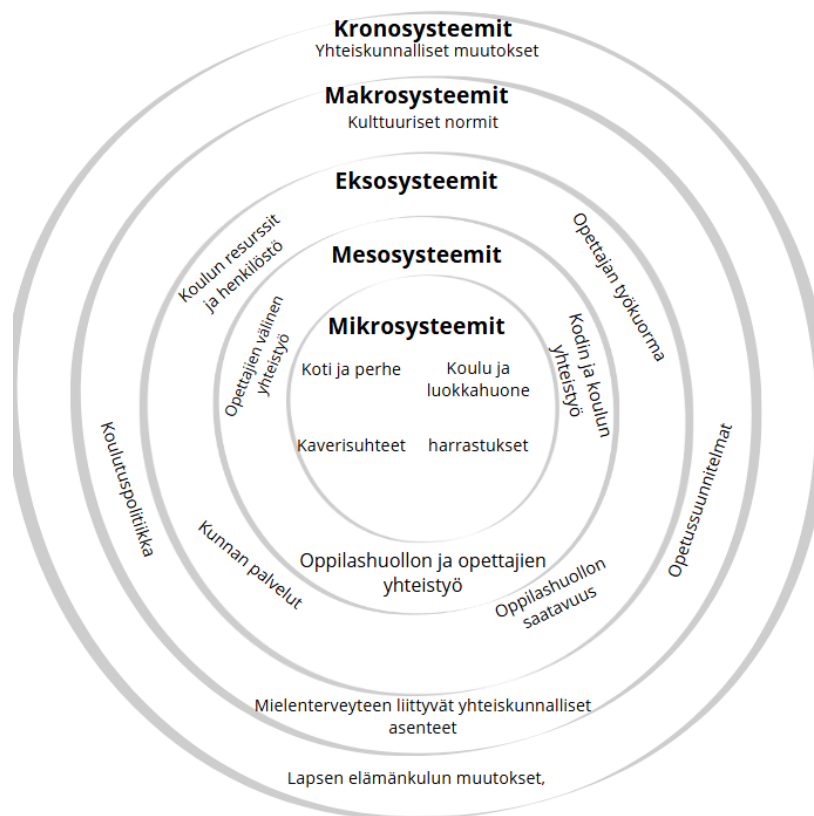 Kronosysteemit
Yhteiskunnalliset muutokset
Makrosysteemit
Kulttuuriset normit
Eksosysteemit
Koulun resurssit
ja henkilöstö
Opettajan työkuorma
Mesosysteemit
Opettajien välinen
yhteistyö
Kodin ja koulun
yhteistyö
Mikrosysteemit
Koti ja perhe
Koulu ja
luokkahuone
Kaverisuhteet
harrastukset
Koulutuspolitiikka
Opetussuunnitelmat
Kunnan palvelut
Oppilashuollon ja opettajien
yhteistyö
Oppilashuollon
saatavuus
Mielenterveyteen liittyvät yhteiskunnalliset
asenteet
Lapsen elämänkulun muutokset,